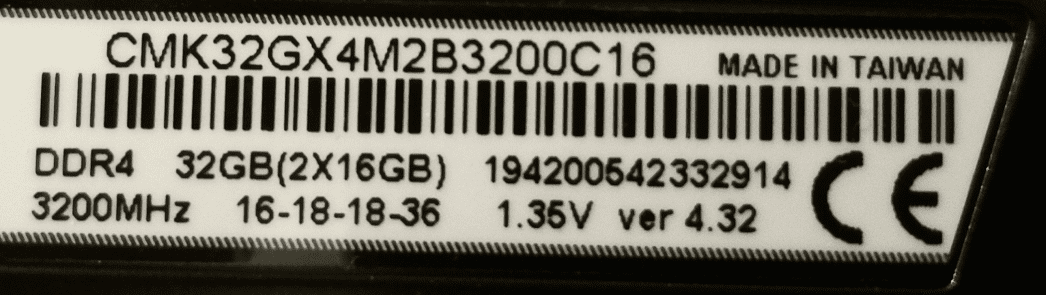 CMK32GX4M2B3200C16 MADE IN TAIWAN
DDR4 32GB(2X16GB) 194200542332914
3200MHz 16-18-18-36 1.35V ver 4.32
CE